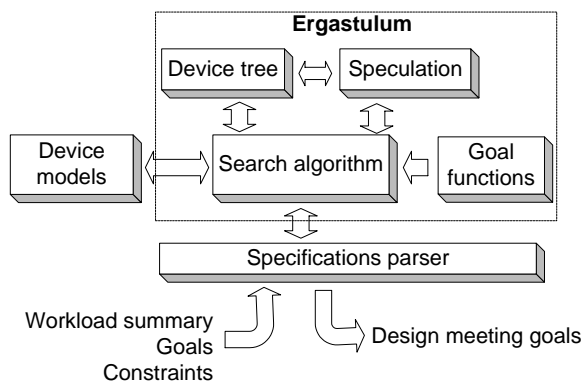 Ergastulum
Device tree
Speculation
Device
models
Search algorithm
Goal
functions
Specifications parser
Workload summary
Goals
Constraints
Design meeting goals